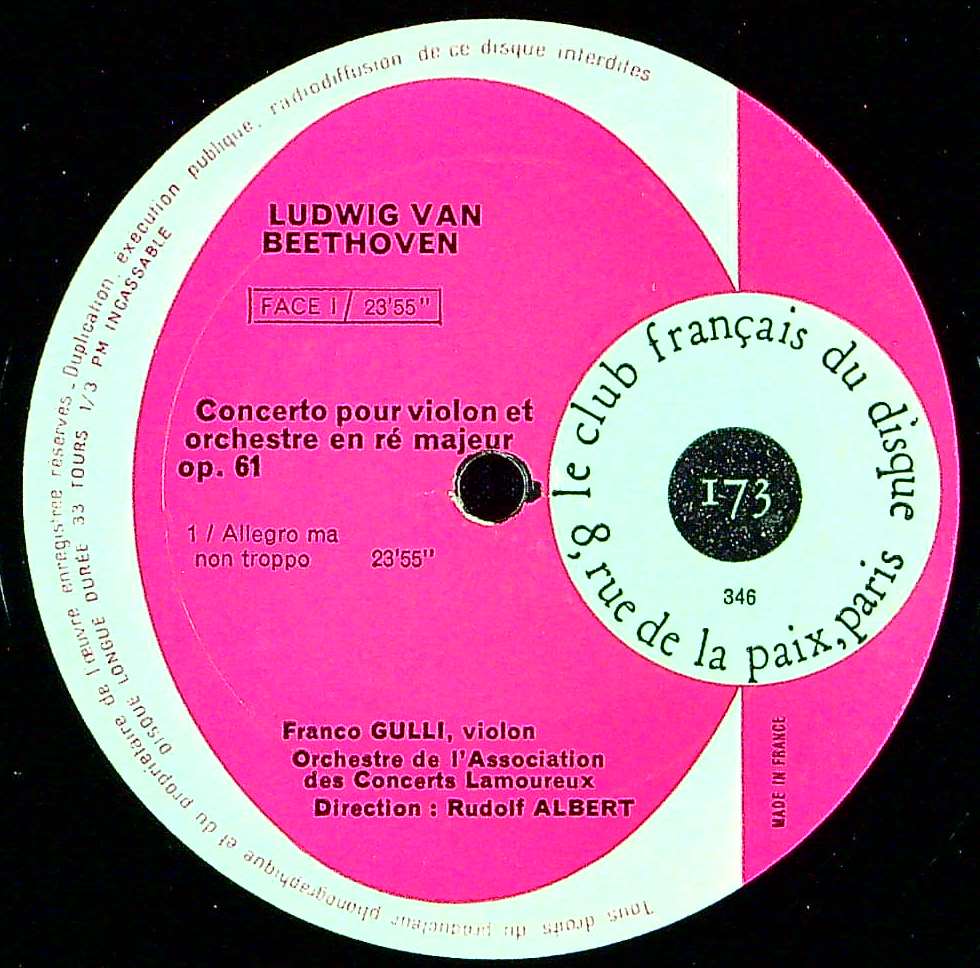 Tous droits du producteur phonographique et du propriétaire de l'œuvre enregistrée réservés - Duplication, éxécution publique, radiodiffusion de ce disque interdites
DISQUE LONGUE DURÉE 33 TOURS 1/3 PM INCASSABLE
LUDWIG VAN
BEETHOVEN
FACE I / 23'55"
Concerto pour violon et
orchestre en ré majeur
op. 61
1 / Allegro ma
non troppo 23'55"
Franco GULLI, violon
Orchestre de l'Association
des Concerts Lamoureux
Direction : Rudolf ALBERT
le club français du disque
8, rue de la paix, paris
173
346
MADE IN FRANCE